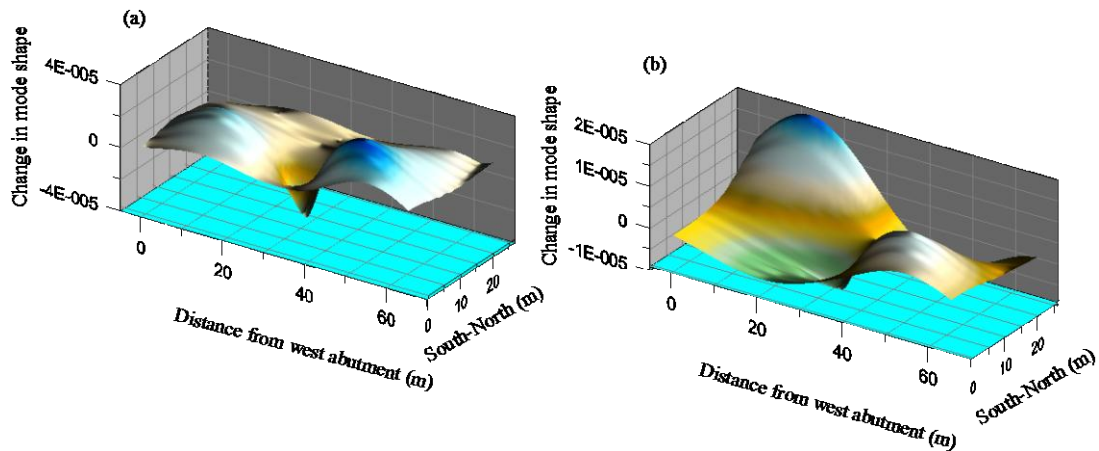 (a)
Change in mode shape
4E-005
0
-4E-005
0
20
40
60
Distance from west abutment (m)
0
10
20
South-North (m)
(b)
Change in mode shape
2E-005
1E-005
1E-005
0
-1E-005
0
20
40
60
Distance from west abutment (m)
0
10
20
South-North (m)